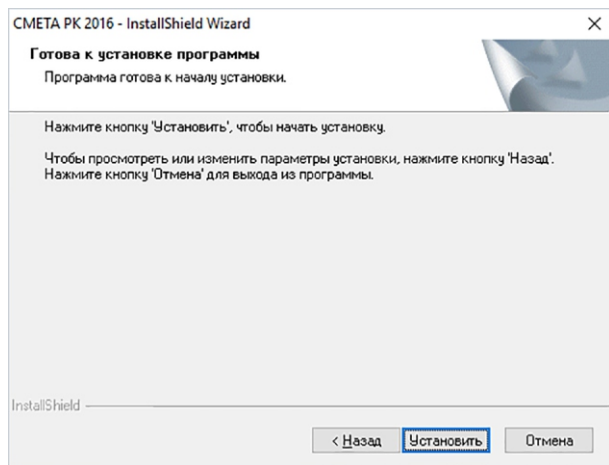 СМЕТА РК 2016 - InstallShield Wizard
Готова к установке программы
Программа готова к началу установки.
Нажмите кнопку 'Установить', чтобы начать установку.
Чтобы просмотреть или изменить параметры установки, нажмите кнопку 'Назад'.
Нажмите кнопку 'Отмена' для выхода из программы.
InstallShield
< Назад Установить Отмена